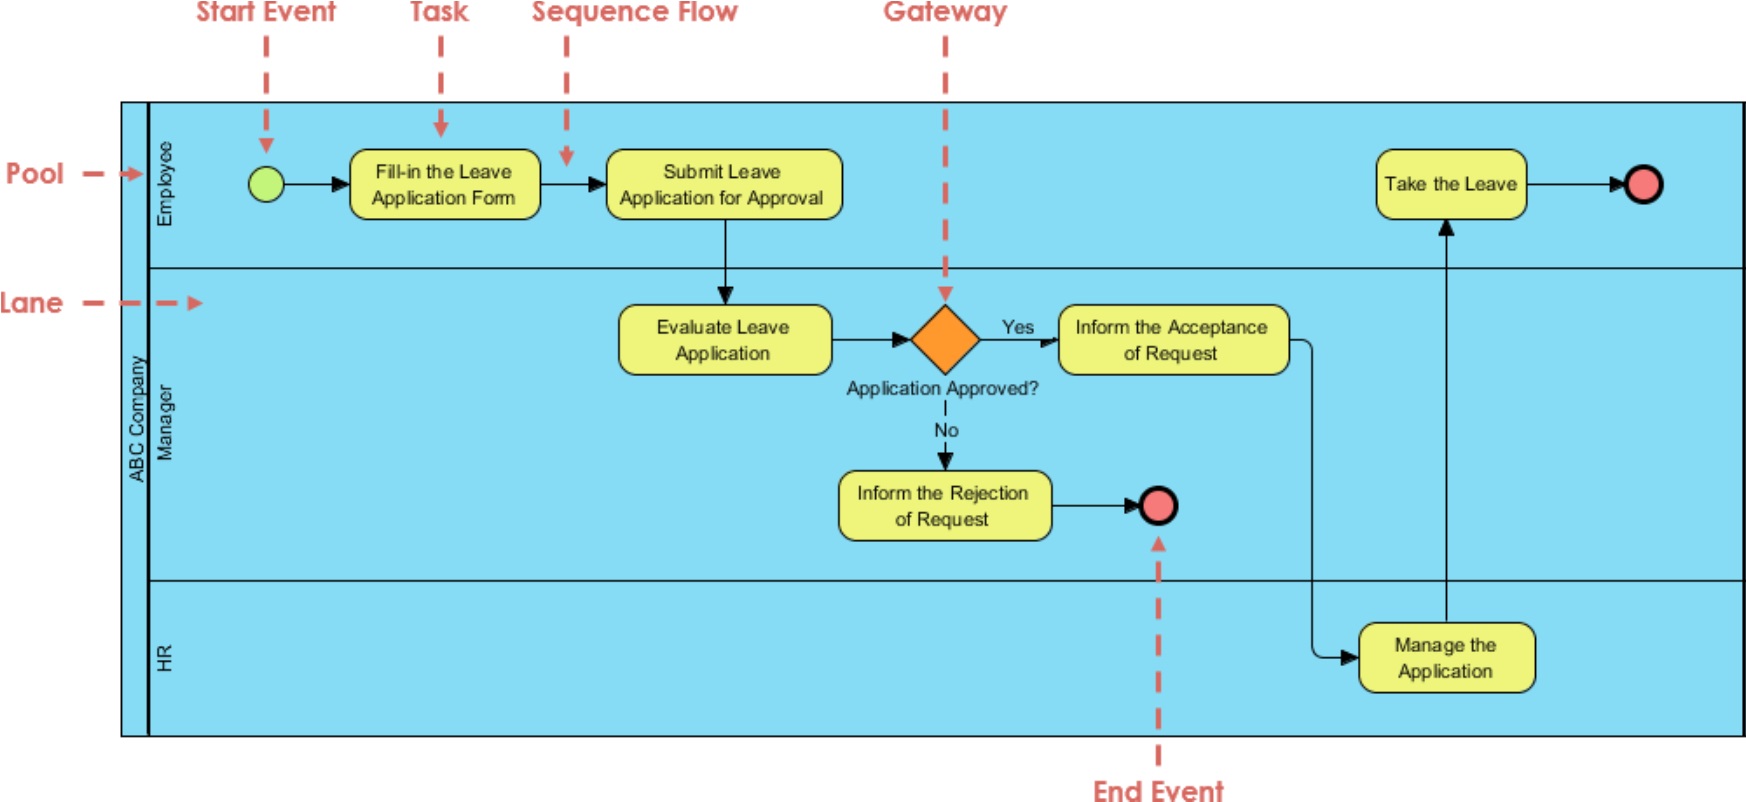 Start Event
Task
Sequence Flow
Gateway
Pool
Lane
ABC Company
Employee
Fill-in the Leave
Application Form
Submit Leave
Application for Approval
Take the Leave
Manager
Evaluate Leave
Application
Application Approved?
Yes
No
Inform the Acceptance
of Request
Inform the Rejection
of Request
HR
Manage the
Application
End Event